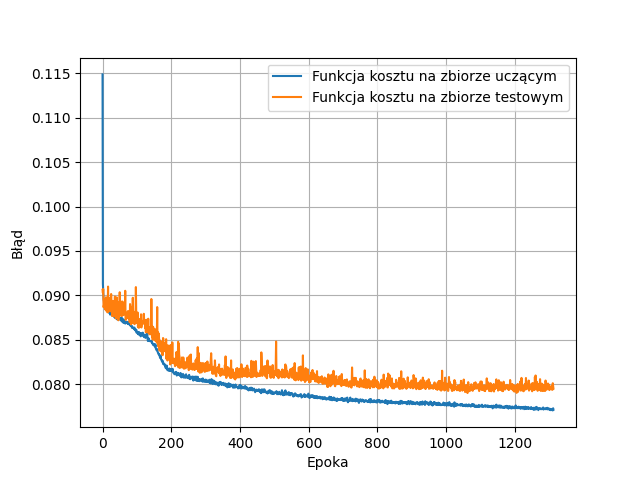 0.115
0.110
0.105
0.100
0.095
0.090
0.085
0.080
Błąd
0 200 400 600 800 1000 1200
Epoka
Funkcja kosztu na zbiorze uczącym
Funkcja kosztu na zbiorze testowym